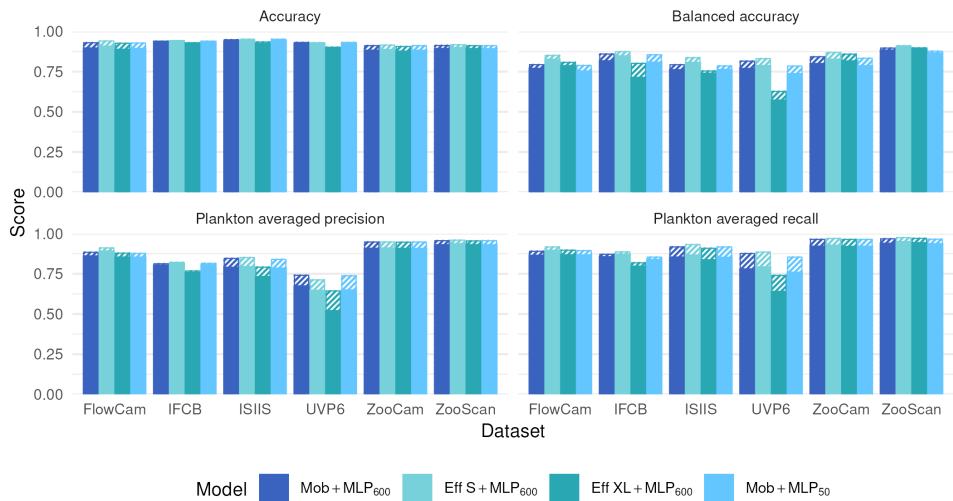 Accuracy
Balanced accuracy
1.00
0.75
0.50
0.25
0.00
Plankton averaged precision
Plankton averaged recall
1.00
0.75
0.50
0.25
0.00
Score
FlowCam IFCB ISIIS UVP6 ZooCam ZooScan
FlowCam IFCB ISIIS UVP6 ZooCam ZooScan
Dataset
Model Mob + MLP₆₀₀ Eff S + MLP₆₀₀ Eff XL + MLP₆₀₀ Mob + MLP₅₀